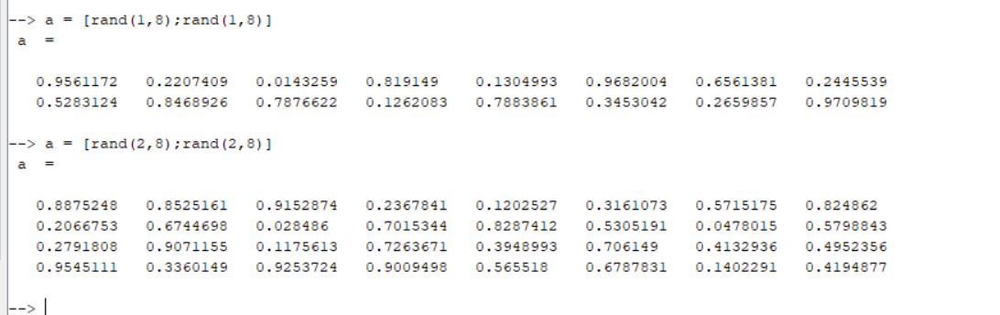 --> a = [rand(1,8);rand(1,8)]
a  =
0.9561172   0.2207409   0.0143259   0.819149    0.1304993   0.9682004   0.6561381   0.2445539
0.5283124   0.8468926   0.7876622   0.1262083   0.7883861   0.3453042   0.2659857   0.9709819
--> a = [rand(2,8);rand(2,8)]
a  =
0.8875248   0.8525161   0.9152874   0.2367841   0.1202527   0.3161073   0.5715175   0.824862
0.2066753   0.6744698   0.028486    0.7015344   0.8287412   0.5305191   0.0478015   0.5798843
0.2791808   0.9071155   0.1175613   0.7263671   0.3948993   0.706149    0.4132936   0.4952356
0.9545111   0.3360149   0.9253724   0.9009498   0.565518    0.6787831   0.1402291   0.4194877
-->